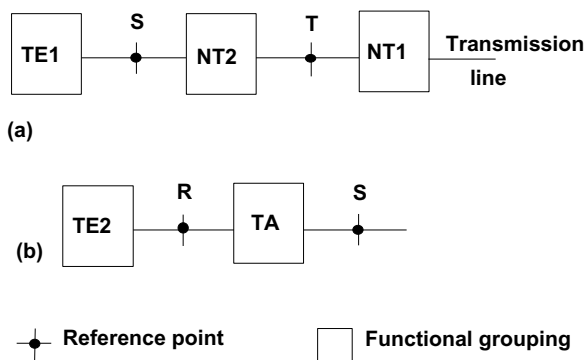 S T
TE1 NT2 NT1 Transmission
line
(a)
R S
TE2 TA
(b)
Reference point Functional grouping